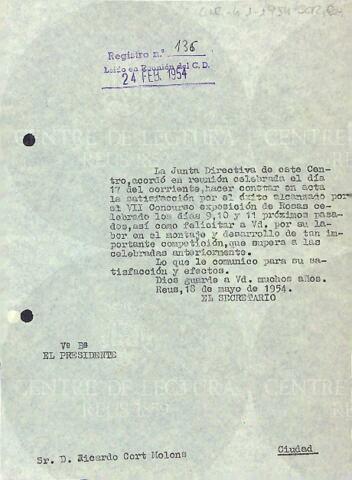 Registro n.º 136
Leído en Reunión del C. D.
24 FEB. 1954
La Junta Directiva de este Cen-
tro, acordó en reunión celebrada el día
17 del corriente, hacer constar en acta
la satisfacción por el éxito alcanzado por
el VII Concurso exposición de Rosas ce-
lebrado los días 9,10 y 11 próximos pasa-
dos, así como felicitar a Vd. por su la-
bor en el montaje y desarrollo de tan im-
portante competición, que supera a las
celebradas anteriormente.
Lo que le comunico para su sa-
tisfacción y efectos.
Dios guarde a Vd. muchos años.
Reus, 18 de mayo de 1954.
EL SECRETARIO
Vº Bº
EL PRESIDENTE
CENTRE DE LECTURA
REUS 1859
Sr. D. Ricardo Cort Molons
Ciudad